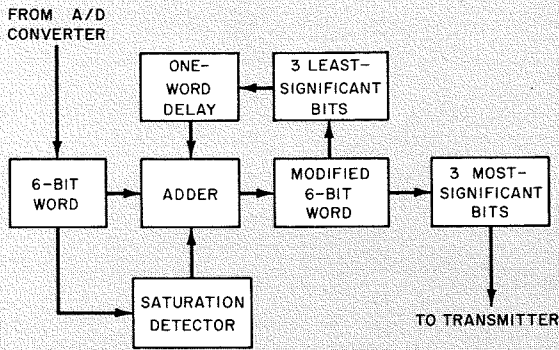 FROM A/D
CONVERTER
ONE-
WORD
DELAY
3 LEAST-
SIGNIFICANT
BITS
6-BIT
WORD
ADDER
MODIFIED
6-BIT
WORD
3 MOST-
SIGNIFICANT
BITS
SATURATION
DETECTOR
TO TRANSMITTER